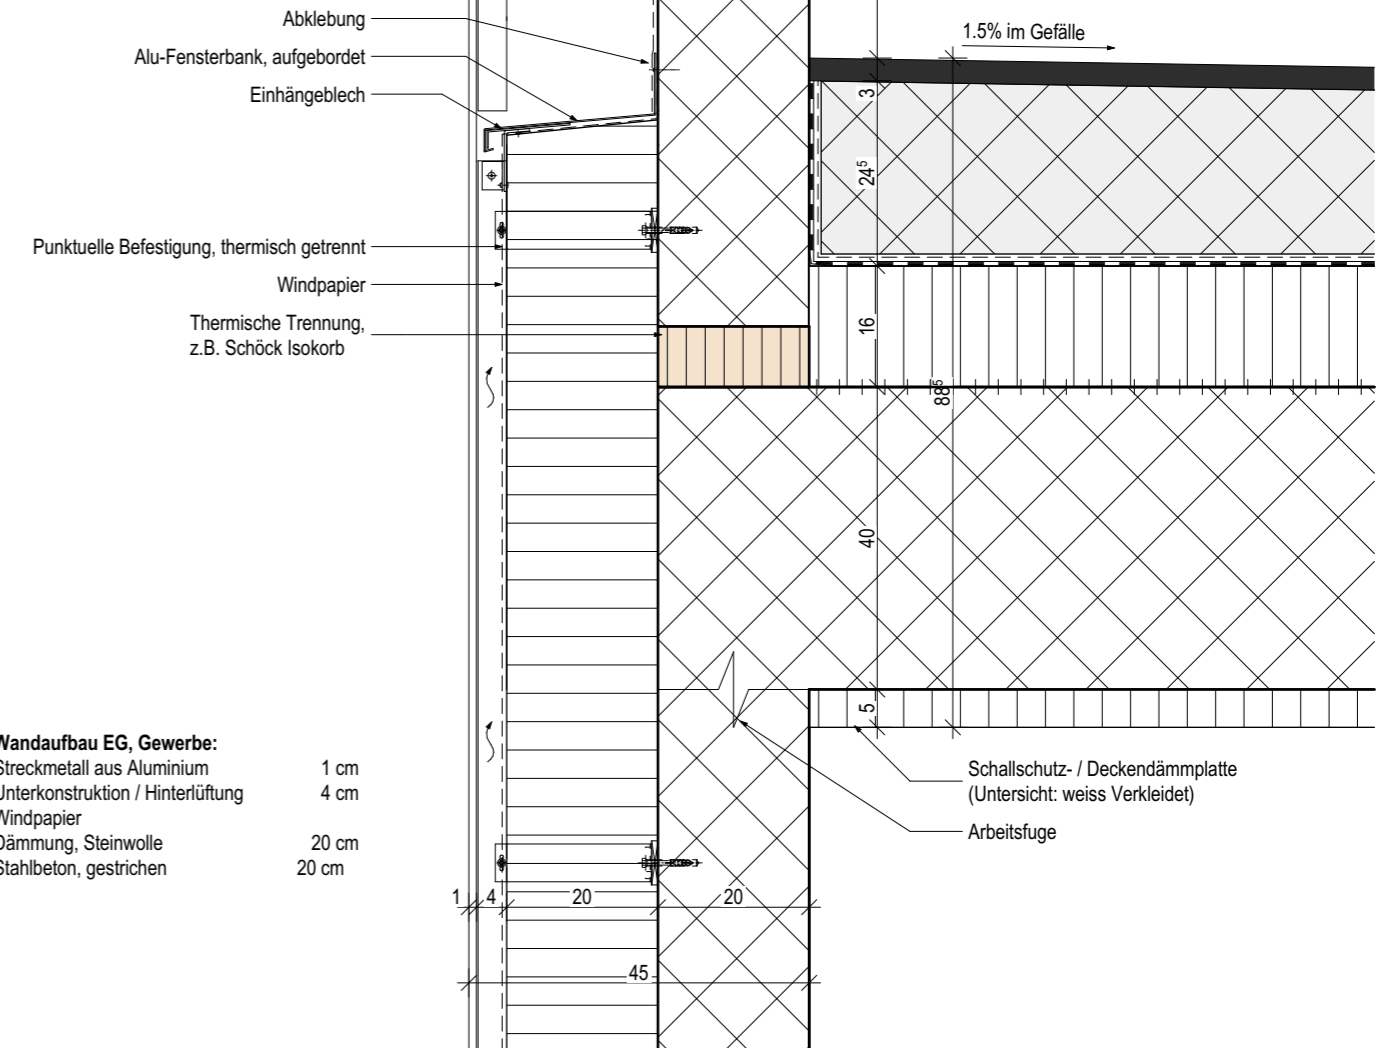 Abklebung
Alu-Fensterbank, aufgebordet
Einhängeblech
Punktuelle Befestigung, thermisch getrennt
Windpapier
Thermische Trennung,
z.B. Schöck Isokorb
1.5% im Gefälle
3
24⁵
16
88⁵
40
5
Schallschutz- / Deckendämmplatte
(Untersicht: weiss Verkleidet)
Arbeitsfuge
Wandaufbau EG, Gewerbe:
Streckmetall aus Aluminium 1 cm
Unterkonstruktion / Hinterlüftung 4 cm
Windpapier
Dämmung, Steinwolle 20 cm
Stahlbeton, gestrichen 20 cm
1 4 20 20
45